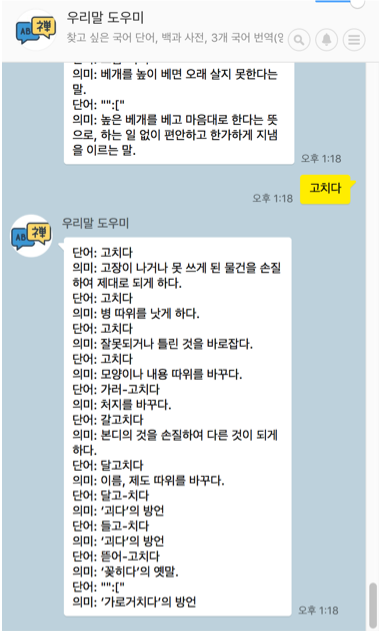 우리말 도우미
찾고 싶은 국어 단어, 백과 사전, 3개 국어 번역(영
의미: 베개를 높이 베면 오래 살지 못한다는
말.
단어: "":["
의미: 높은 베개를 베고 마음대로 한다는 뜻
으로, 하는 일 없이 편안하고 한가하게 지냄
을 이르는 말.
오후 1:18
고치다
오후 1:18
우리말 도우미
단어: 고치다
의미: 고장이 나거나 못 쓰게 된 물건을 손질
하여 제대로 되게 하다.
단어: 고치다
의미: 병 따위를 낫게 하다.
단어: 고치다
의미: 잘못되거나 틀린 것을 바로잡다.
단어: 고치다
의미: 모양이나 내용 따위를 바꾸다.
단어: 가러-고치다
의미: 처지를 바꾸다.
단어: 갈고치다
의미: 본디의 것을 손질하여 다른 것이 되게
하다.
단어: 달고치다
의미: 이름, 제도 따위를 바꾸다.
단어: 달고-치다
의미: ‘괴다’의 방언
단어: 들고-치다
의미: ‘괴다’의 방언
단어: 뜯어-고치다
의미: ‘꽃히다’의 옛말.
단어: "":["
의미: ‘가로거치다’의 방언
오후 1:18